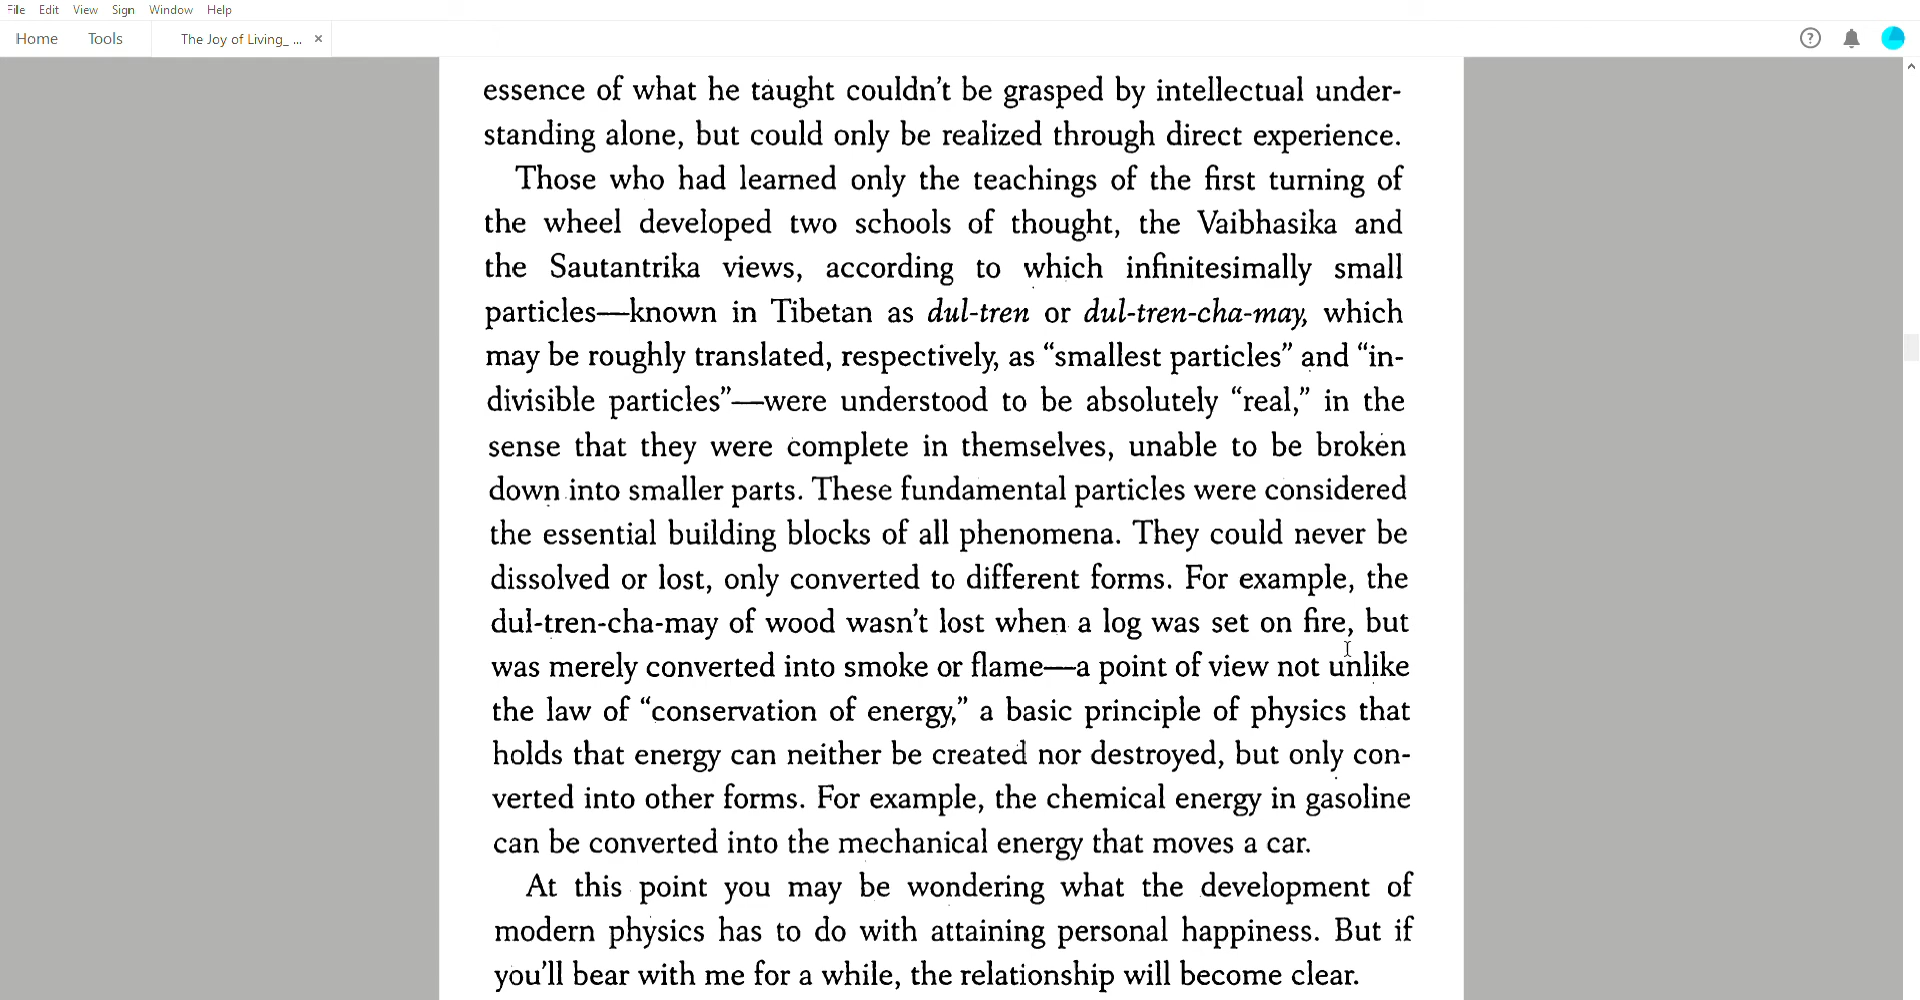 File Edit View Sign Window Help
Home Tools The Joy of Living_ ... ×
essence of what he taught couldn't be grasped by intellectual under-
standing alone, but could only be realized through direct experience.
Those who had learned only the teachings of the first turning of
the wheel developed two schools of thought, the Vaibhasika and
the Sautantrika views, according to which infinitesimally small
particles—known in Tibetan as dul-tren or dul-tren-cha-may, which
may be roughly translated, respectively, as “smallest particles” and “in-
divisible particles”—were understood to be absolutely “real,” in the
sense that they were complete in themselves, unable to be broken
down into smaller parts. These fundamental particles were considered
the essential building blocks of all phenomena. They could never be
dissolved or lost, only converted to different forms. For example, the
dul-tren-cha-may of wood wasn't lost when a log was set on fire, but
was merely converted into smoke or flame—a point of view not unlike
the law of “conservation of energy,” a basic principle of physics that
holds that energy can neither be created nor destroyed, but only con-
verted into other forms. For example, the chemical energy in gasoline
can be converted into the mechanical energy that moves a car.
At this point you may be wondering what the development of
modern physics has to do with attaining personal happiness. But if
you'll bear with me for a while, the relationship will become clear.